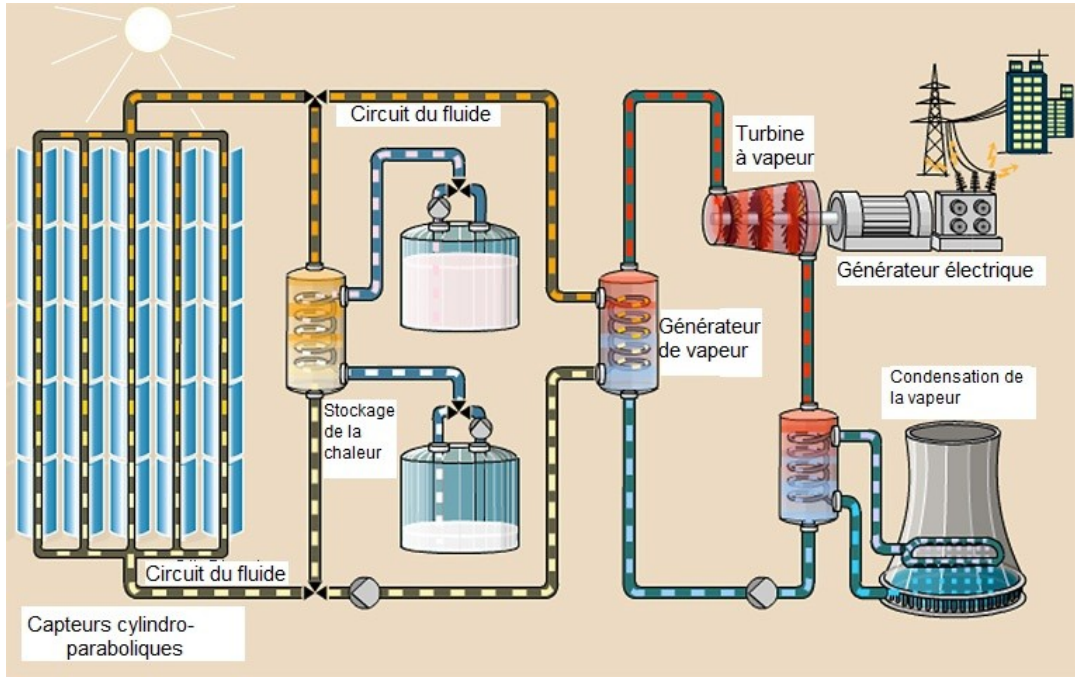 Circuit du fluide
Turbine
à vapeur
Générateur électrique
Générateur
de vapeur
Condensation de
la vapeur
Stockage
de la
chaleur
Circuit du fluide
Capteurs cylindro-
paraboliques